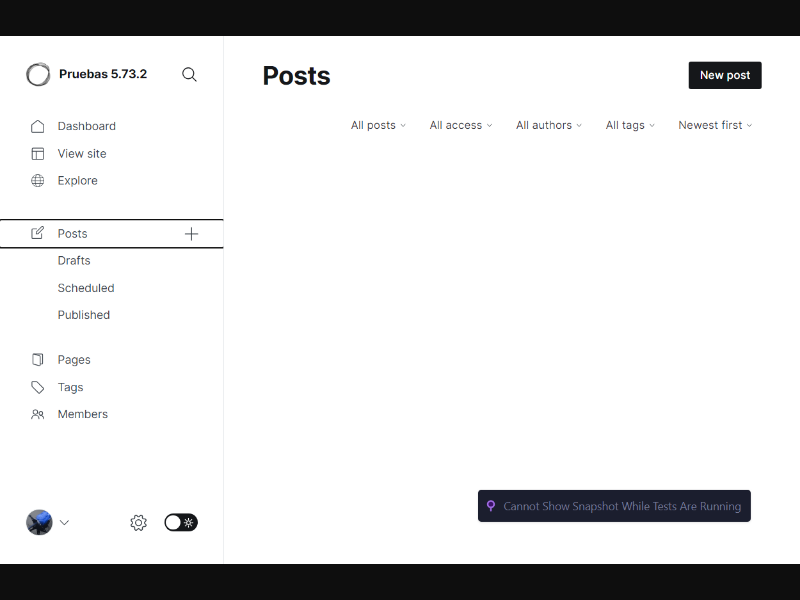 Pruebas 5.73.2
Dashboard
View site
Explore
Posts
Drafts
Scheduled
Published
Pages
Tags
Members
Posts
New post
All posts
All access
All authors
All tags
Newest first
Cannot Show Snapshot While Tests Are Running